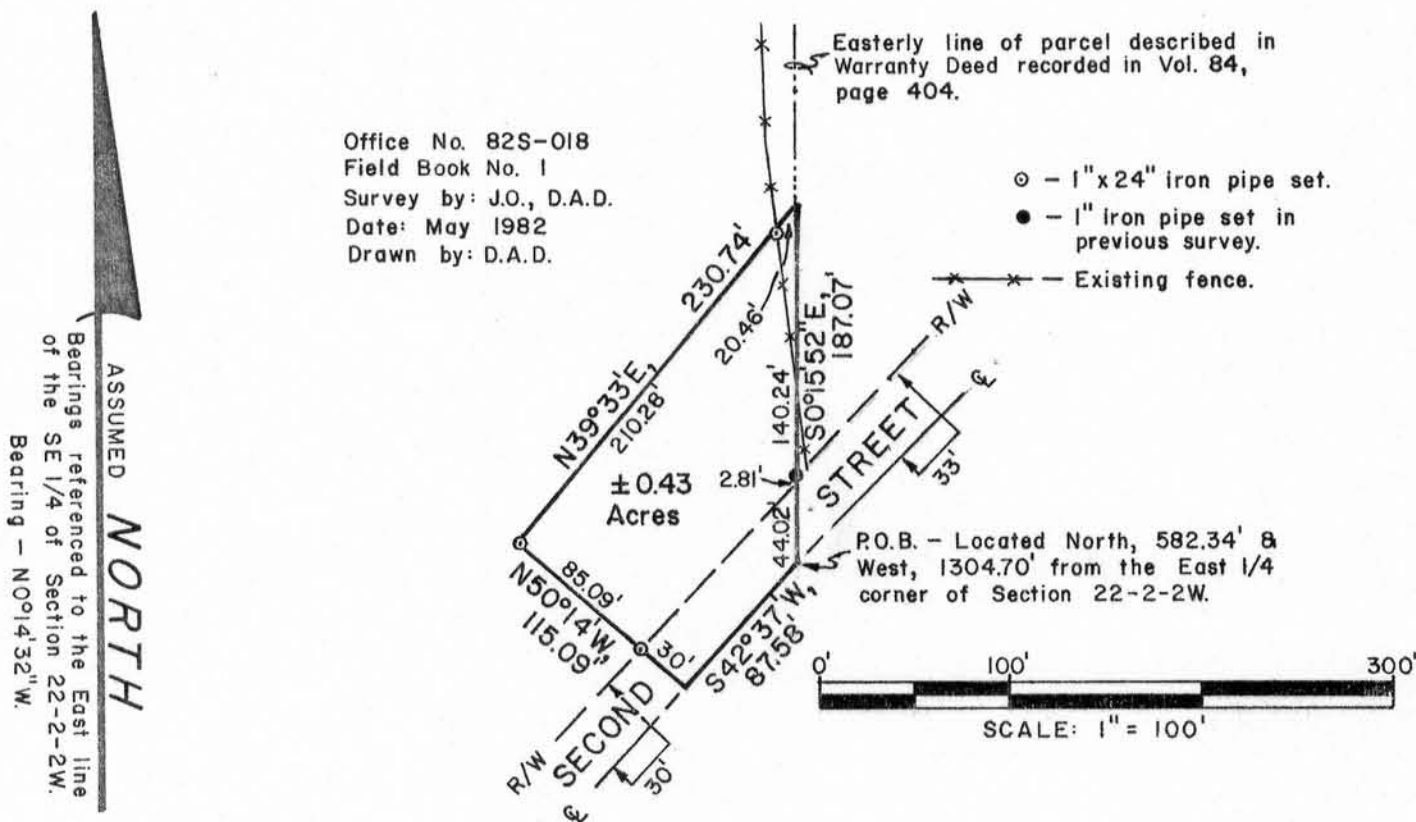 Easterly line of parcel described in
Warranty Deed recorded in Vol. 84,
page 404.
Office No. 82S-018
Field Book No. 1
Survey by: J.O., D.A.D.
Date: May 1982
Drawn by: D.A.D.
⊙ - 1" x 24" iron pipe set.
● - 1" iron pipe set in
previous survey.
x x - Existing fence.
N39°33'E,
230.74'
210.28'
20.46'
S0°15'52"E,
187.07'
140.24'
2.81'
44.02'
±0.43
Acres
R/W
℄
STREET
33'
P.O.B. - Located North, 582.34' &
West, 1304.70' from the East 1/4
corner of Section 22-2-2W.
85.09'
N50°14'W,
115.09'
30'
S42°37'W,
87.58'
SECOND
R/W
℄
30'
0' 100' 300'
SCALE: 1" = 100'
ASSUMED NORTH
Bearings referenced to the East line
of the SE 1/4 of Section 22-2-2W.
Bearing - N0°14'32"W.